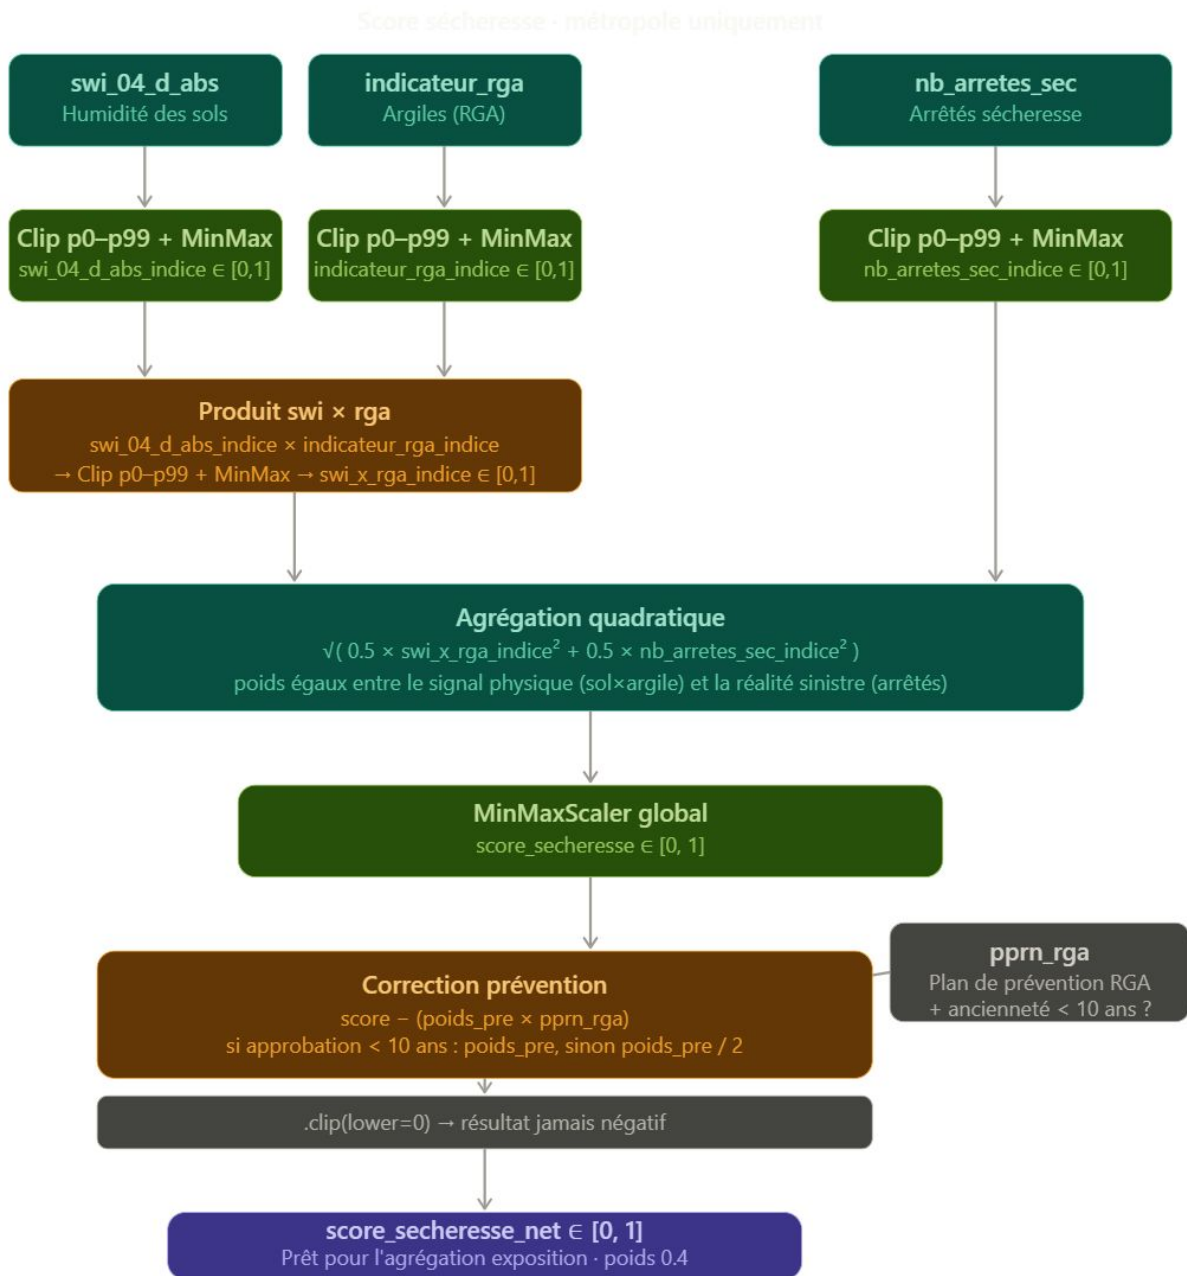 Score sécheresse · métropole uniquement
swi_04_d_abs
Humidité des sols
indicateur_rga
Argiles (RGA)
nb_arretes_sec
Arrêtés sécheresse
Clip p0–p99 + MinMax
swi_04_d_abs_indice ∈ [0,1]
Clip p0–p99 + MinMax
indicateur_rga_indice ∈ [0,1]
Clip p0–p99 + MinMax
nb_arretes_sec_indice ∈ [0,1]
Produit swi × rga
swi_04_d_abs_indice × indicateur_rga_indice
→ Clip p0–p99 + MinMax → swi_x_rga_indice ∈ [0,1]
Agrégation quadratique
√( 0.5 × swi_x_rga_indice² + 0.5 × nb_arretes_sec_indice² )
poids égaux entre le signal physique (sol×argile) et la réalité sinistre (arrêtés)
MinMaxScaler global
score_secheresse ∈ [0, 1]
Correction prévention
score − (poids_pre × pprn_rga)
si approbation < 10 ans : poids_pre, sinon poids_pre / 2
pprn_rga
Plan de prévention RGA
+ ancienneté < 10 ans ?
.clip(lower=0) → résultat jamais négatif
score_secheresse_net ∈ [0, 1]
Prêt pour l'agrégation exposition · poids 0.4